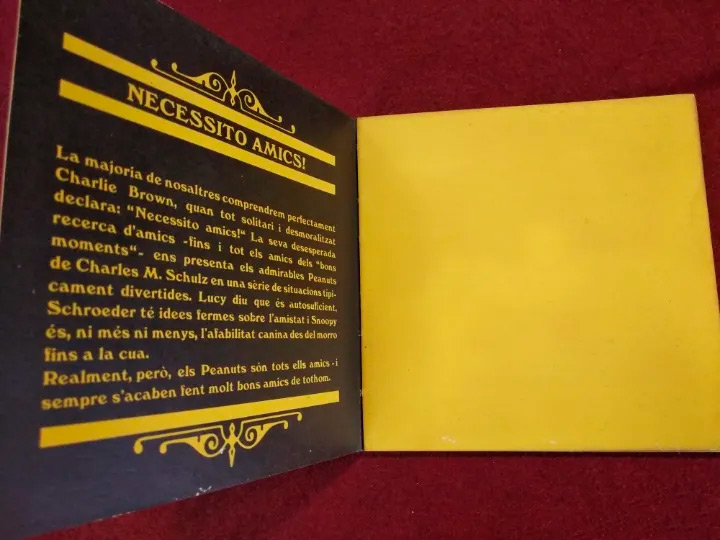 NECESSITO AMICS!
La majoria de nosaltres comprendrem perfectament
Charlie Brown, quan tot solitari i desmoralitzat
declara: “Necessito amics!“ La seva desesperada
recerca d'amics -fins i tot els amics dels “bons
moments“- ens presenta els admirables Peanuts
de Charles M. Schulz en una sèrie de situacions típi-
cament divertides. Lucy diu que és autosuficient,
Schroeder té idees fermes sobre l'amistat i Snoopy
és, ni més ni menys, l'afabilitat canina des del morro
fins a la cua.
Realment, però, els Peanuts són tots ells amics - i
sempre s'acaben fent molt bons amics de tothom.